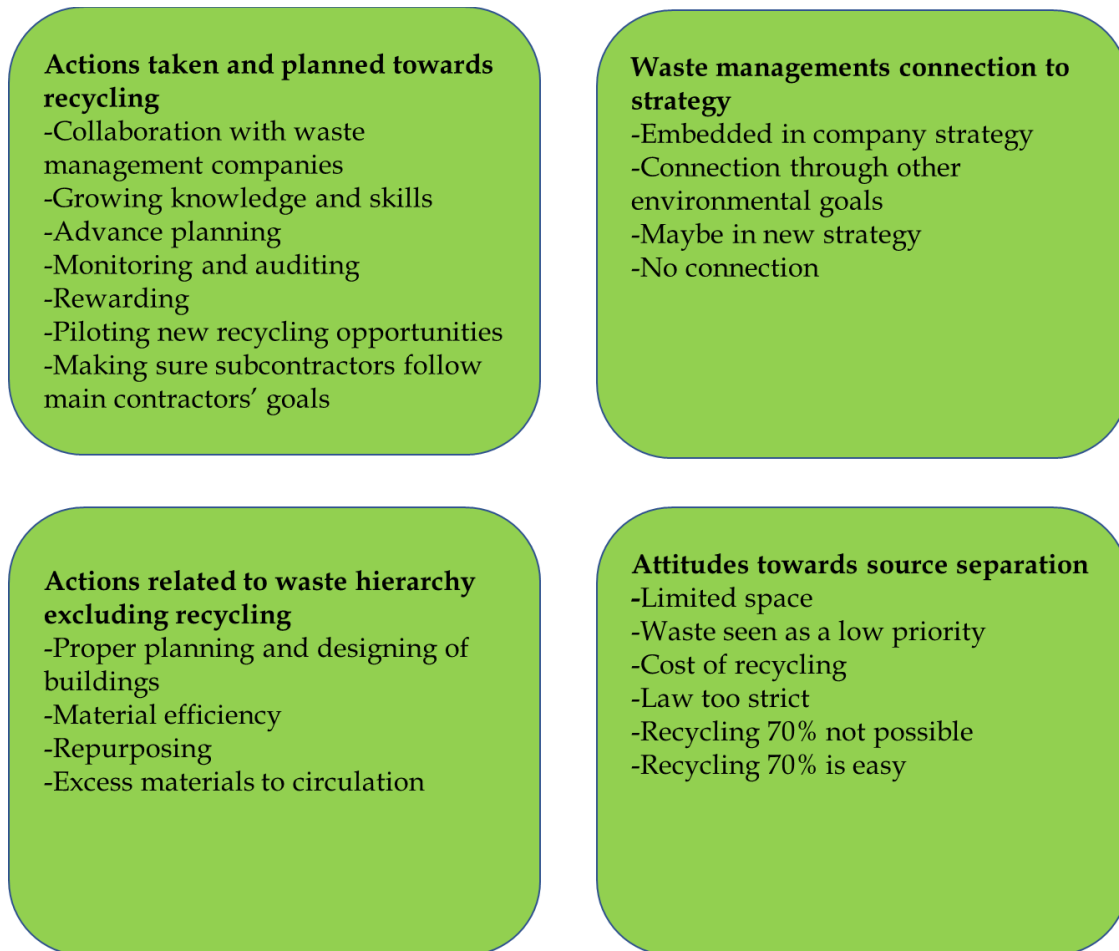 Actions taken and planned towards
recycling
-Collaboration with waste
management companies
-Growing knowledge and skills
-Advance planning
-Monitoring and auditing
-Rewarding
-Piloting new recycling opportunities
-Making sure subcontractors follow
main contractors’ goals
Waste managements connection to
strategy
-Embedded in company strategy
-Connection through other
environmental goals
-Maybe in new strategy
-No connection
Actions related to waste hierarchy
excluding recycling
-Proper planning and designing of
buildings
-Material efficiency
-Repurposing
-Excess materials to circulation
Attitudes towards source separation
-Limited space
-Waste seen as a low priority
-Cost of recycling
-Law too strict
-Recycling 70% not possible
-Recycling 70% is easy